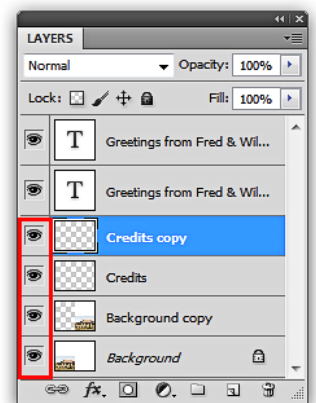 LAYERS
Normal Opacity: 100%
Lock: Fill: 100%
T Greetings from Fred & Wil...
T Greetings from Fred & Wil...
Credits copy
Credits
Background copy
Background
fx.